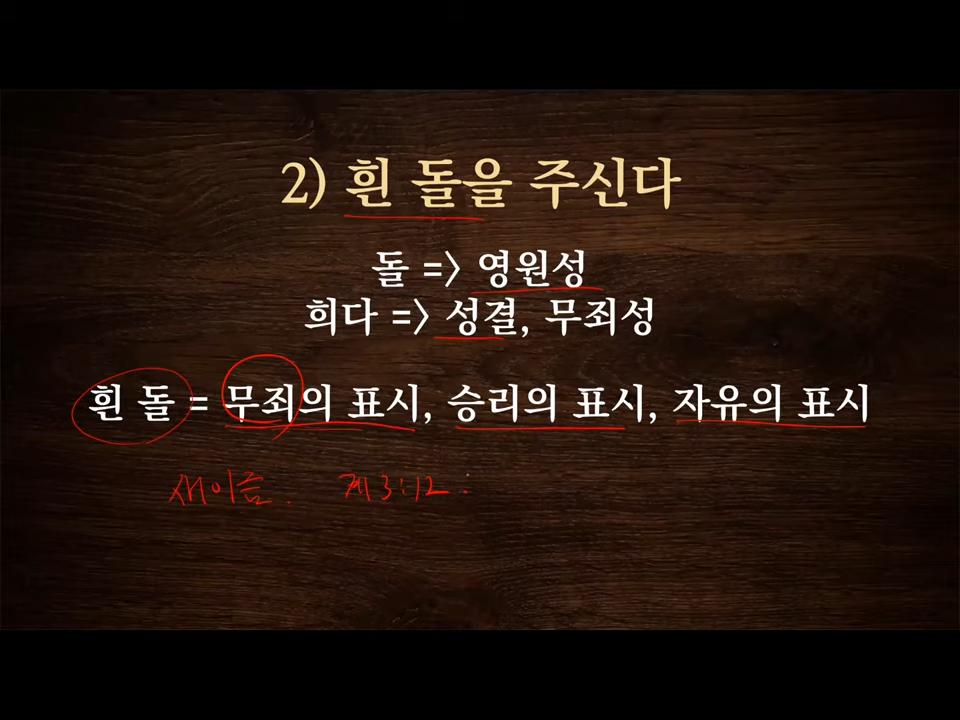 2) 흰 돌을 주신다
돌 => 영원성
희다 => 성결, 무죄성
흰 돌 = 무죄의 표시, 승리의 표시, 자유의 표시
새이름. 계3:12: